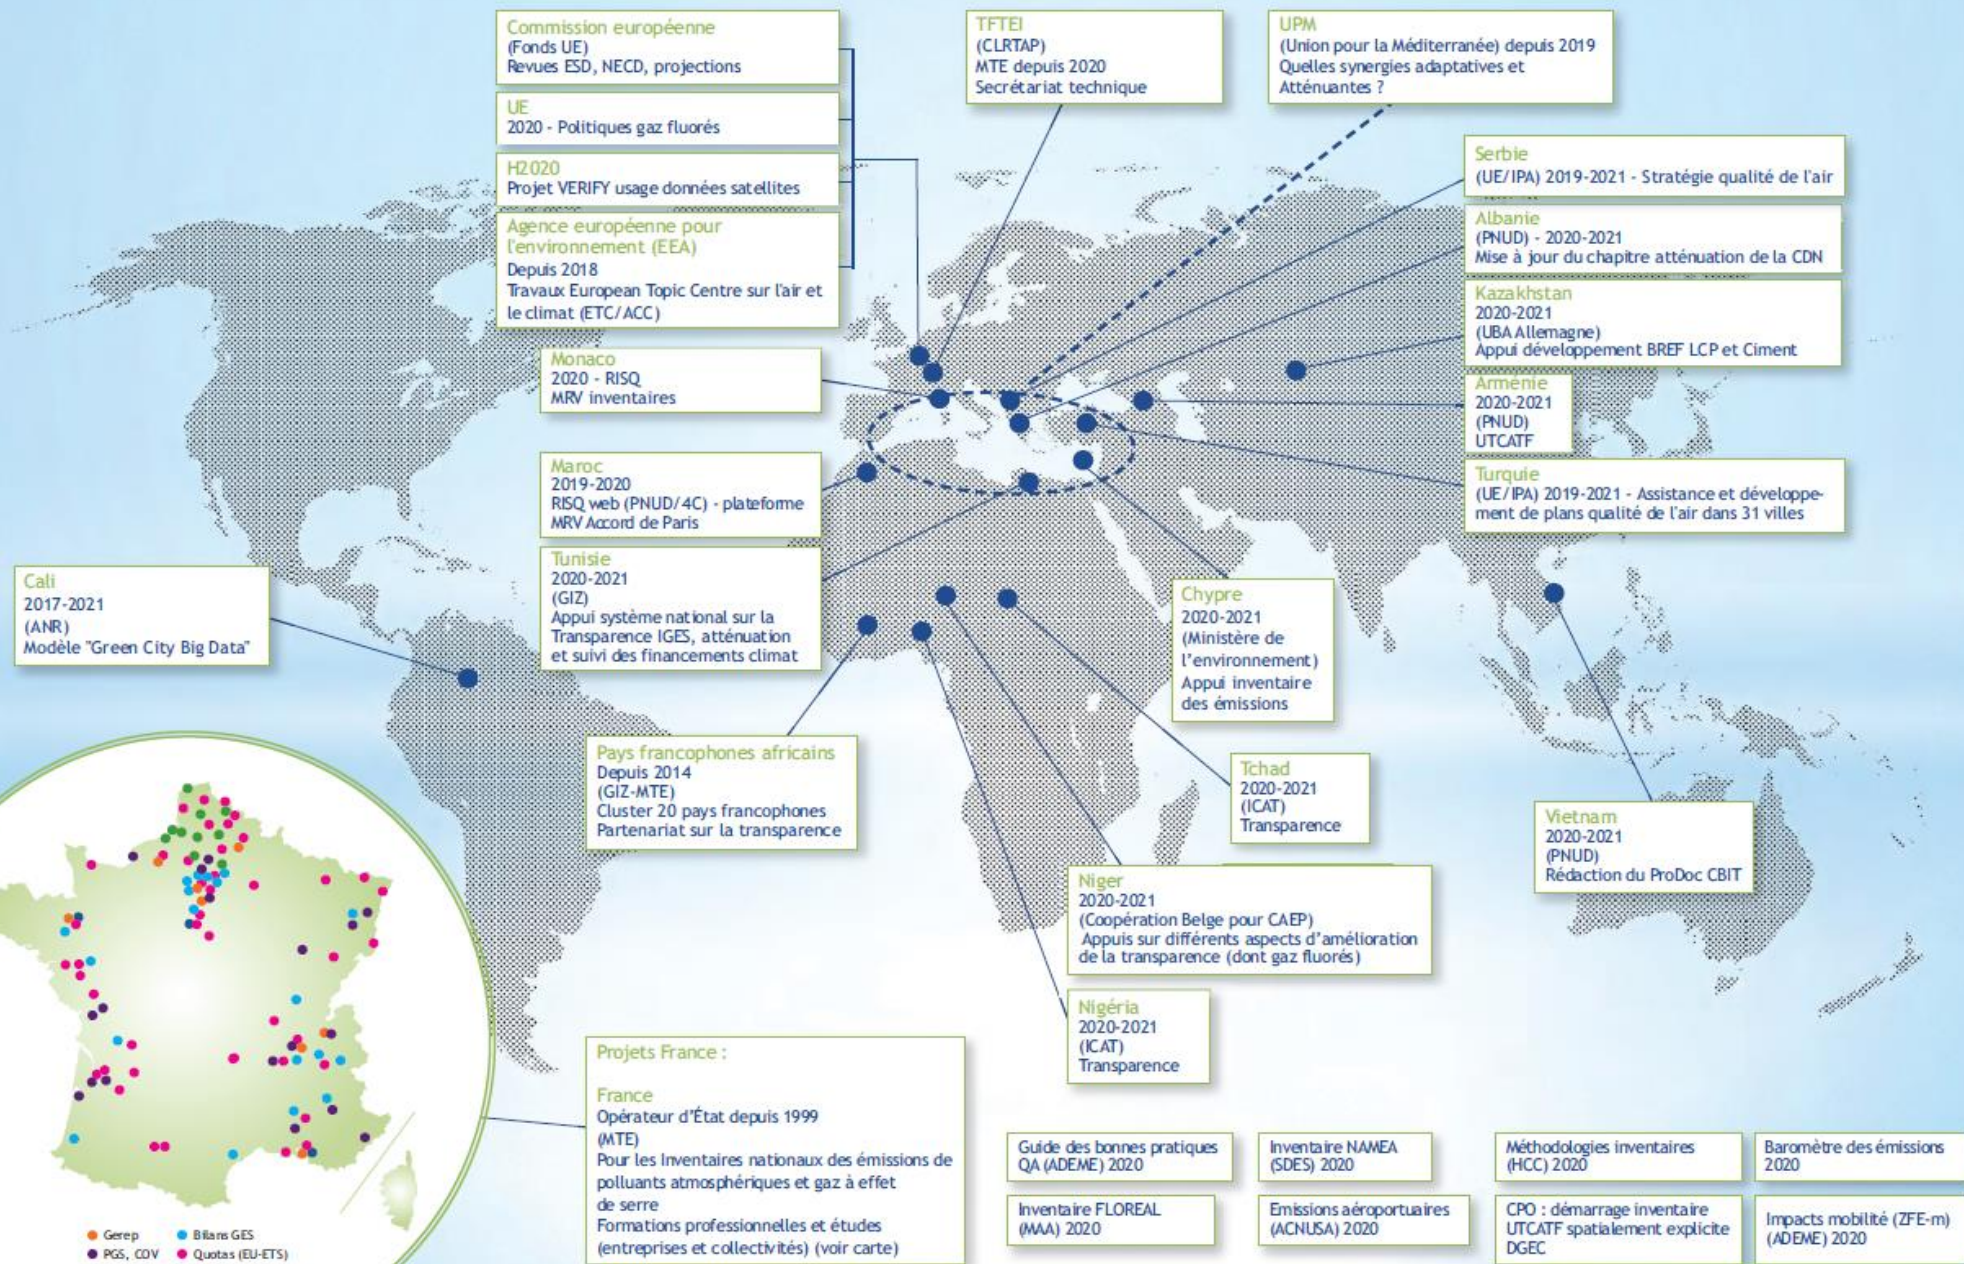 Commission européenne
(Fonds UE)
Revues ESD, NECD, projections
UE
2020 - Politiques gaz fluorés
H2020
Projet VERIFY usage données satellites
Agence européenne pour
l'environnement (EEA)
Depuis 2018
Travaux European Topic Centre sur l'air et
le climat (ETC/ACC)
TFTEI
(CLRTAP)
MTE depuis 2020
Secrétariat technique
UPM
(Union pour la Méditerranée) depuis 2019
Quelles synergies adaptatives et
Atténuantes ?
Serbie
(UE/IPA) 2019-2021 - Stratégie qualité de l'air
Albanie
(PNUD) - 2020-2021
Mise à jour du chapitre atténuation de la CDN
Kazakhstan
2020-2021
(UBA Allemagne)
Appui développement BREF LCP et Ciment
Arménie
2020-2021
(PNUD)
UTCATF
Turquie
(UE/IPA) 2019-2021 - Assistance et développe-
ment de plans qualité de l'air dans 31 villes
Monaco
2020 - RISQ
MRV inventaires
Maroc
2019-2020
RISQ web (PNUD/4C) - plateforme
MRV Accord de Paris
Tunisie
2020-2021
(GIZ)
Appui système national sur la
Transparence IGES, atténuation
et suivi des financements climat
Cali
2017-2021
(ANR)
Modèle "Green City Big Data"
Chypre
2020-2021
(Ministère de
l'environnement)
Appui inventaire
des émissions
Pays francophones africains
Depuis 2014
(GIZ-MTE)
Cluster 20 pays francophones
Partenariat sur la transparence
Tchad
2020-2021
(ICAT)
Transparence
Vietnam
2020-2021
(PNUD)
Rédaction du ProDoc CBIT
Niger
2020-2021
(Coopération Belge pour CAEP)
Appuis sur différents aspects d'amélioration
de la transparence (dont gaz fluorés)
Nigéria
2020-2021
(ICAT)
Transparence
Projets France :
France
Opérateur d'État depuis 1999
(MTE)
Pour les Inventaires nationaux des émissions de
polluants atmosphériques et gaz à effet
de serre
Formations professionnelles et études
(entreprises et collectivités) (voir carte)
Gerep
Bilans GES
PGS, COV
Quotas (EU-ETS)
Guide des bonnes pratiques
QA (ADEME) 2020
Inventaire NAMEA
(SDES) 2020
Méthodologies inventaires
(HCC) 2020
Baromètre des émissions
2020
Inventaire FLOREAL
(MAA) 2020
Emissions aéroportuaires
(ACNUSA) 2020
CPO : démarrage inventaire
UTCATF spatialement explicite
DGEC
Impacts mobilité (ZFE-m)
(ADEME) 2020